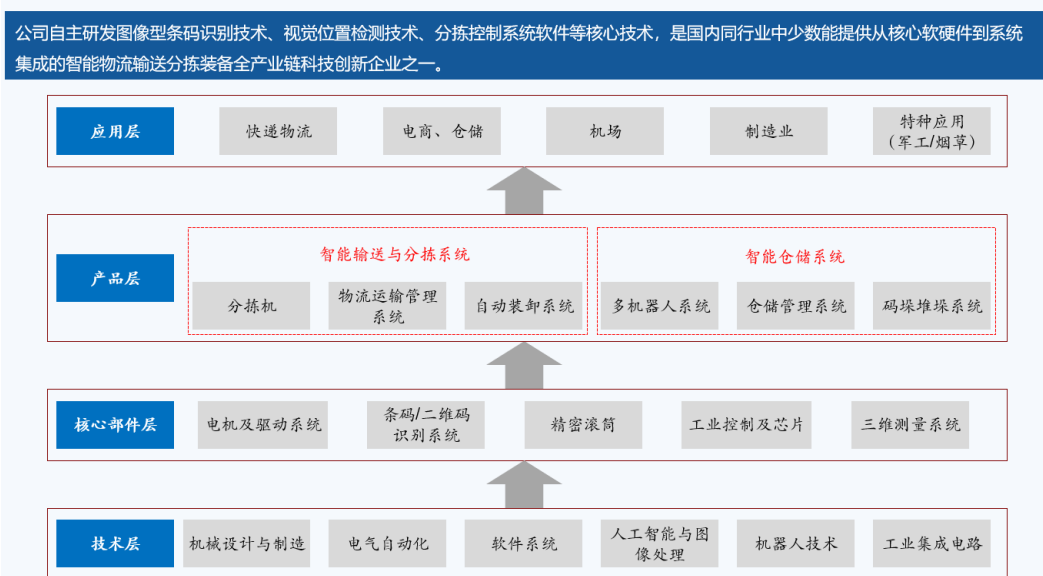 公司自主研发图像型条码识别技术、视觉位置检测技术、分拣控制系统软件等核心技术，是国内同行业中少数能提供从核心软硬件到系统
集成的智能物流输送分拣装备全产业链科技创新企业之一。
应用层
快递物流
电商、仓储
机场
制造业
特种应用
（军工/烟草）
产品层
智能输送与分拣系统
分拣机
物流运输管理
系统
自动装卸系统
智能仓储系统
多机器人系统
仓储管理系统
码垛堆垛系统
核心部件层
电机及驱动系统
条码/二维码
识别系统
精密滚筒
工业控制及芯片
三维测量系统
技术层
机械设计与制造
电气自动化
软件系统
人工智能与图
像处理
机器人技术
工业集成电路